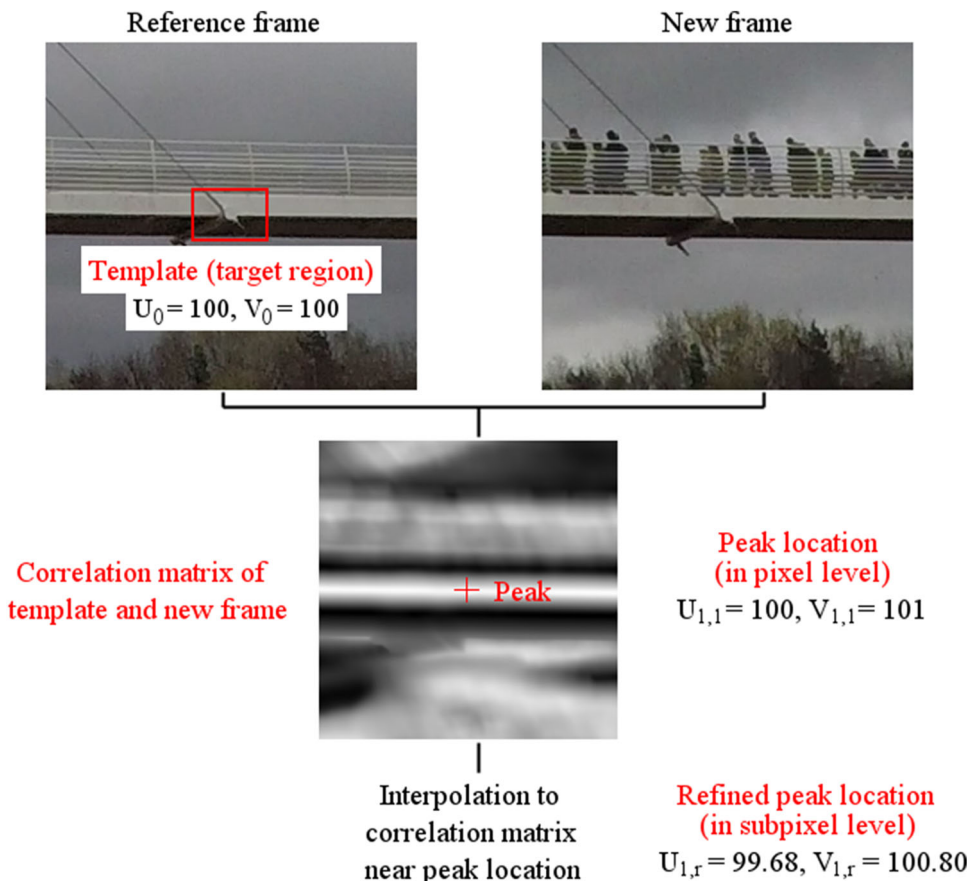 Reference frame
New frame
Template (target region)
U₀ = 100, V₀ = 100
Correlation matrix of
template and new frame
Peak
Peak location
(in pixel level)
U₁,₁ = 100, V₁,₁ = 101
Interpolation to
correlation matrix
near peak location
Refined peak location
(in subpixel level)
U₁,ᵣ = 99.68, V₁,ᵣ = 100.80